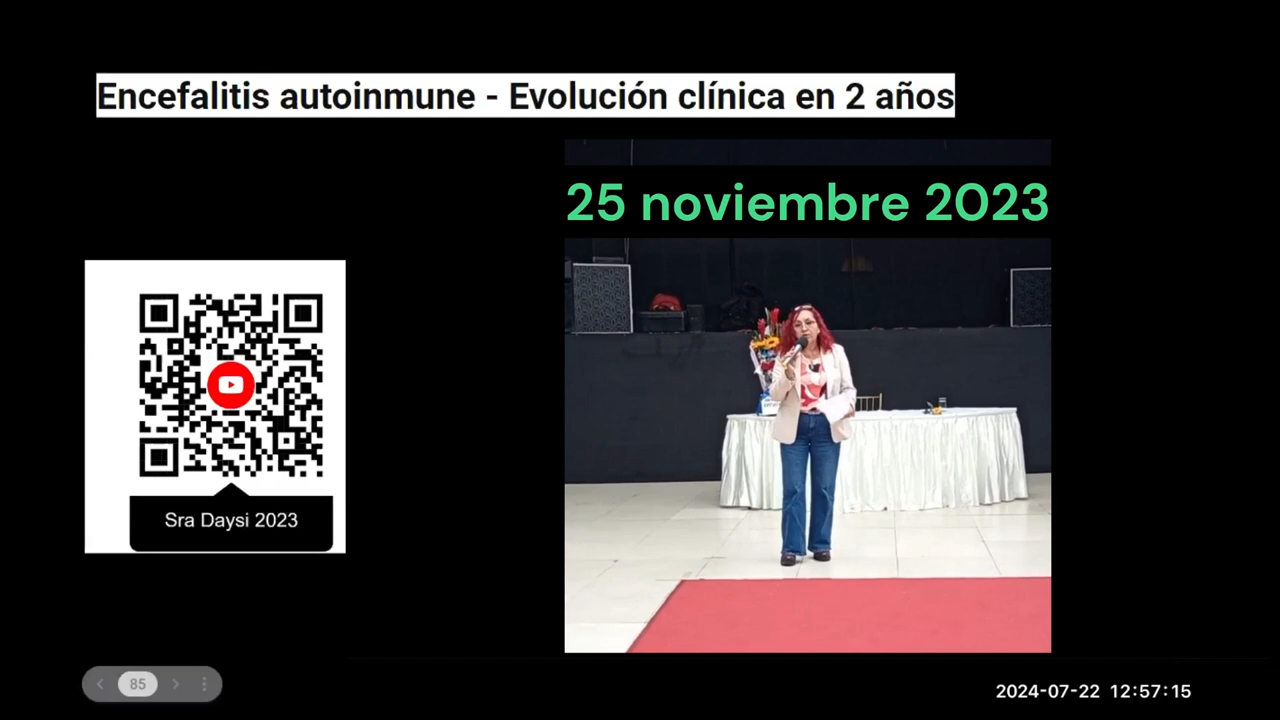 Encefalitis autoinmune - Evolución clínica en 2 años
25 noviembre 2023
Sra Daysi 2023
85
2024-07-22 12:57:15